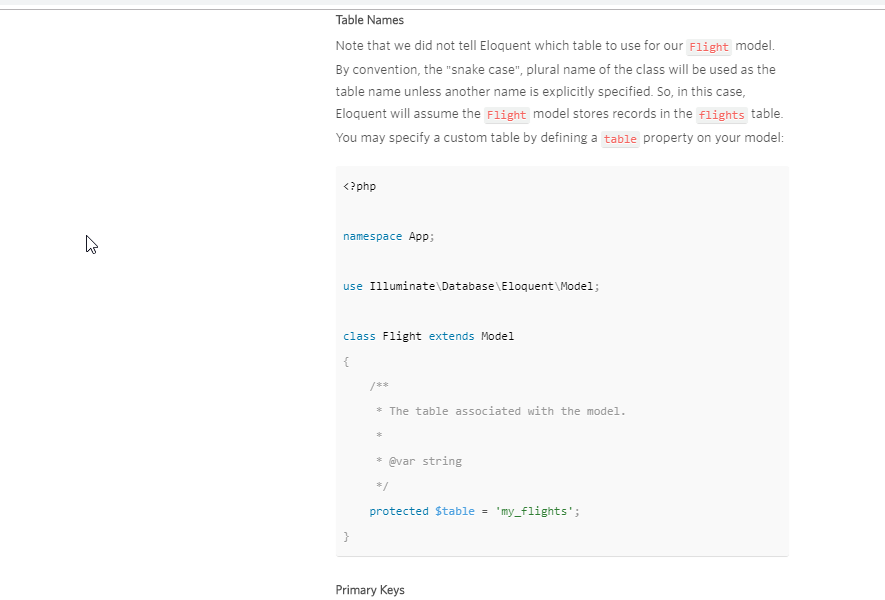 Table Names
Note that we did not tell Eloquent which table to use for our Flight model.
By convention, the "snake case", plural name of the class will be used as the
table name unless another name is explicitly specified. So, in this case,
Eloquent will assume the Flight model stores records in the flights table.
You may specify a custom table by defining a table property on your model:
<?php
namespace App;
use Illuminate\Database\Eloquent\Model;
class Flight extends Model
{
    /**
     * The table associated with the model.
     *
     * @var string
     */
    protected $table = 'my_flights';
}
Primary Keys